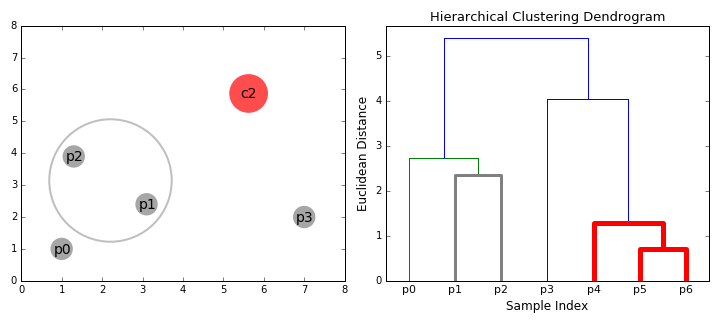 Hierarchical Clustering Dendrogram
8
7
6
5
4
3
2
1
0
c2
p2
p1
p3
p0
0 1 2 3 4 5 6 7 8
Euclidean Distance
5
4
3
2
1
0
p0 p1 p2 p3 p4 p5 p6
Sample Index